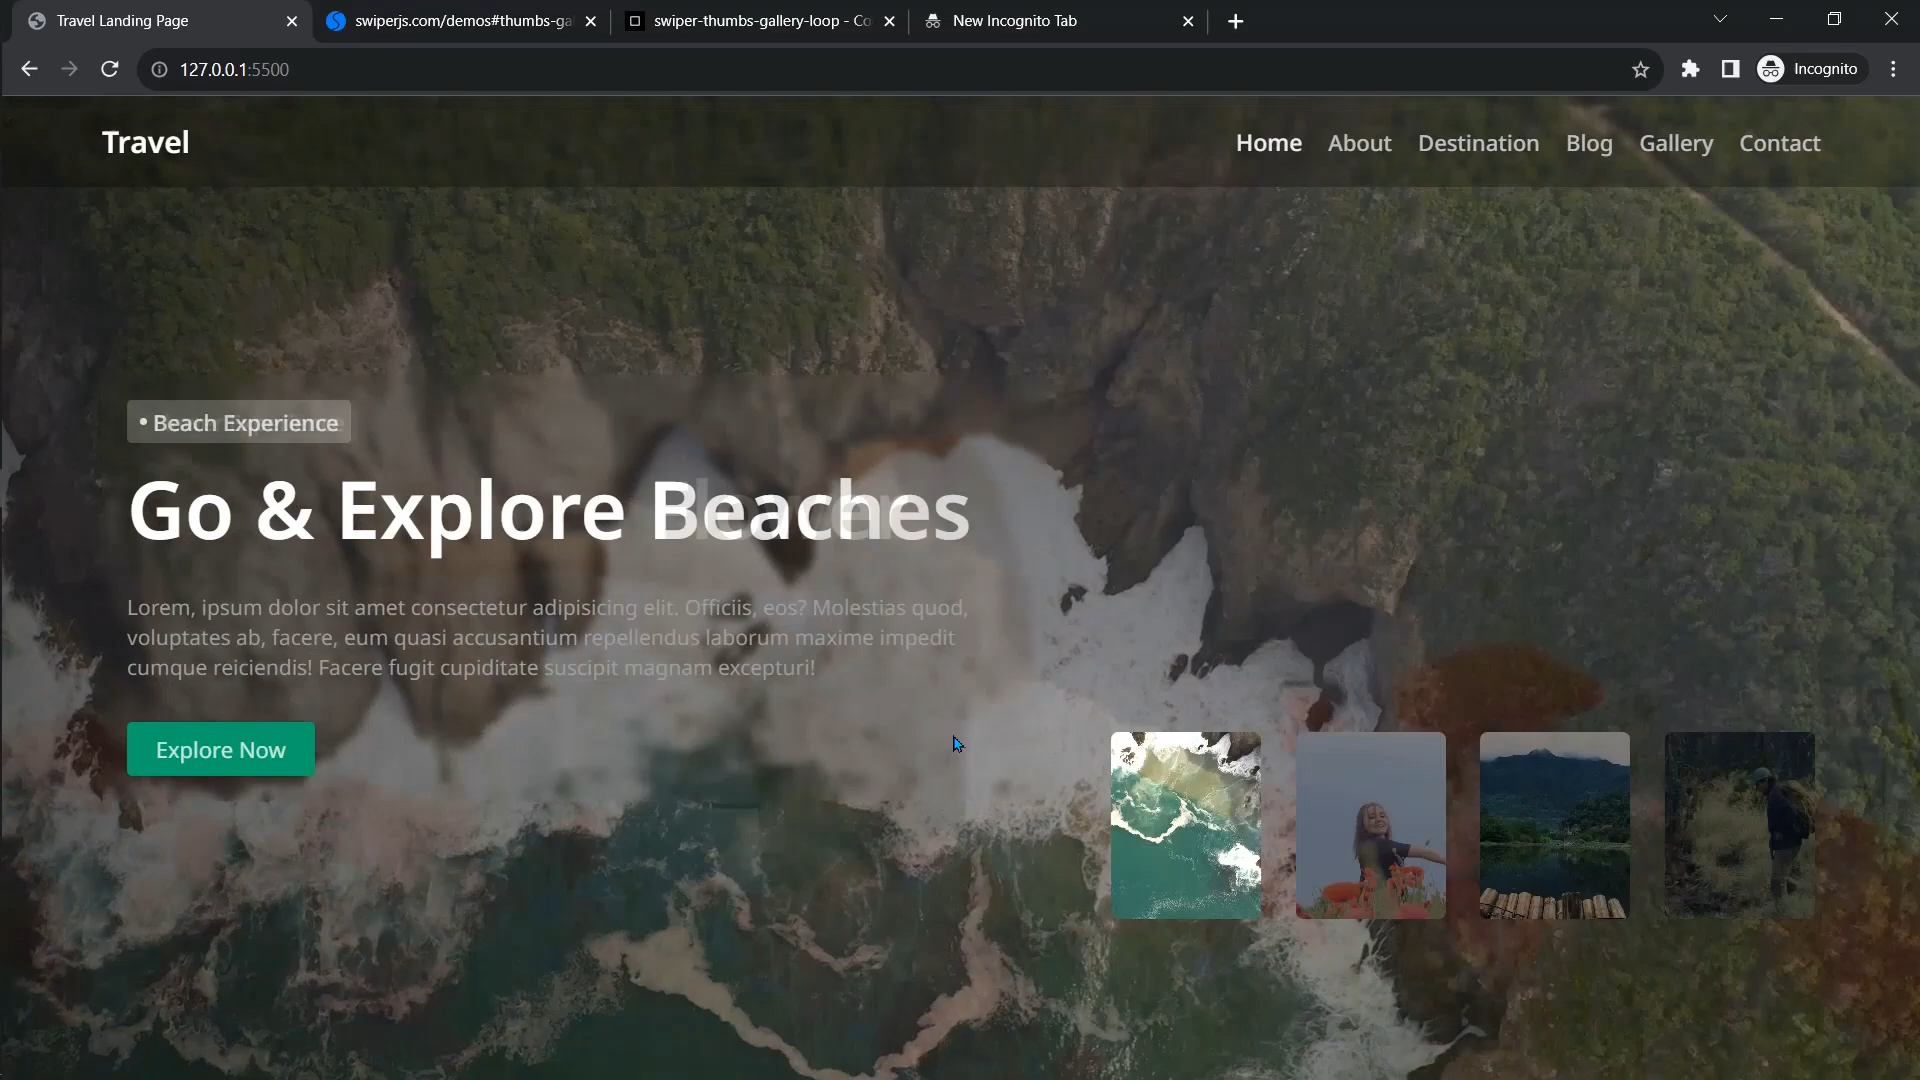 Travel Landing Page
swiperjs.com/demos#thumbs-ga
swiper-thumbs-gallery-loop - Co
New Incognito Tab
127.0.0.1:5500
Incognito
Travel
Home About Destination Blog Gallery Contact
• Beach Experience
Go & Explore Beaches
Lorem, ipsum dolor sit amet consectetur adipisicing elit. Officiis, eos? Molestias quod,
voluptates ab, facere, eum quasi accusantium repellendus laborum maxime impedit
cumque reiciendis! Facere fugit cupiditate suscipit magnam excepturi!
Explore Now